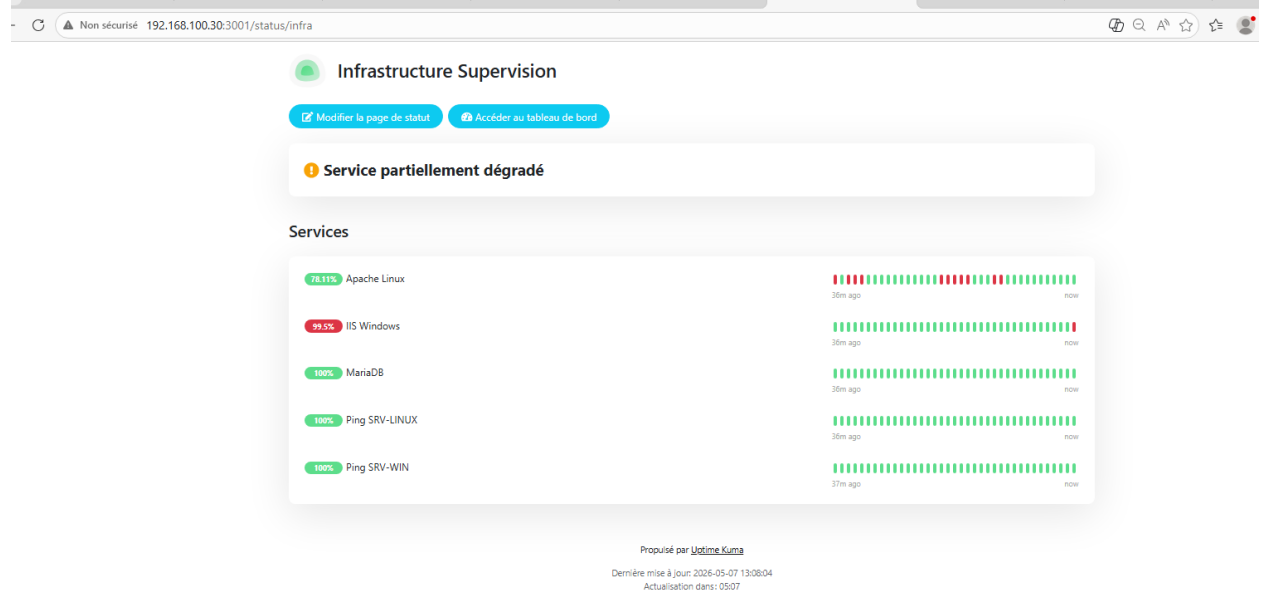 Non sécurisé 192.168.100.30:3001/status/infra
Infrastructure Supervision
Modifier la page de statut Accéder au tableau de bord
Service partiellement dégradé
Services
78.11% Apache Linux
36m ago now
99.5% IIS Windows
36m ago now
100% MariaDB
36m ago now
100% Ping SRV-LINUX
36m ago now
100% Ping SRV-WIN
37m ago now
Propulsé par Uptime Kuma
Dernière mise à jour: 2026-05-07 13:08:04
Actualisation dans: 05:07